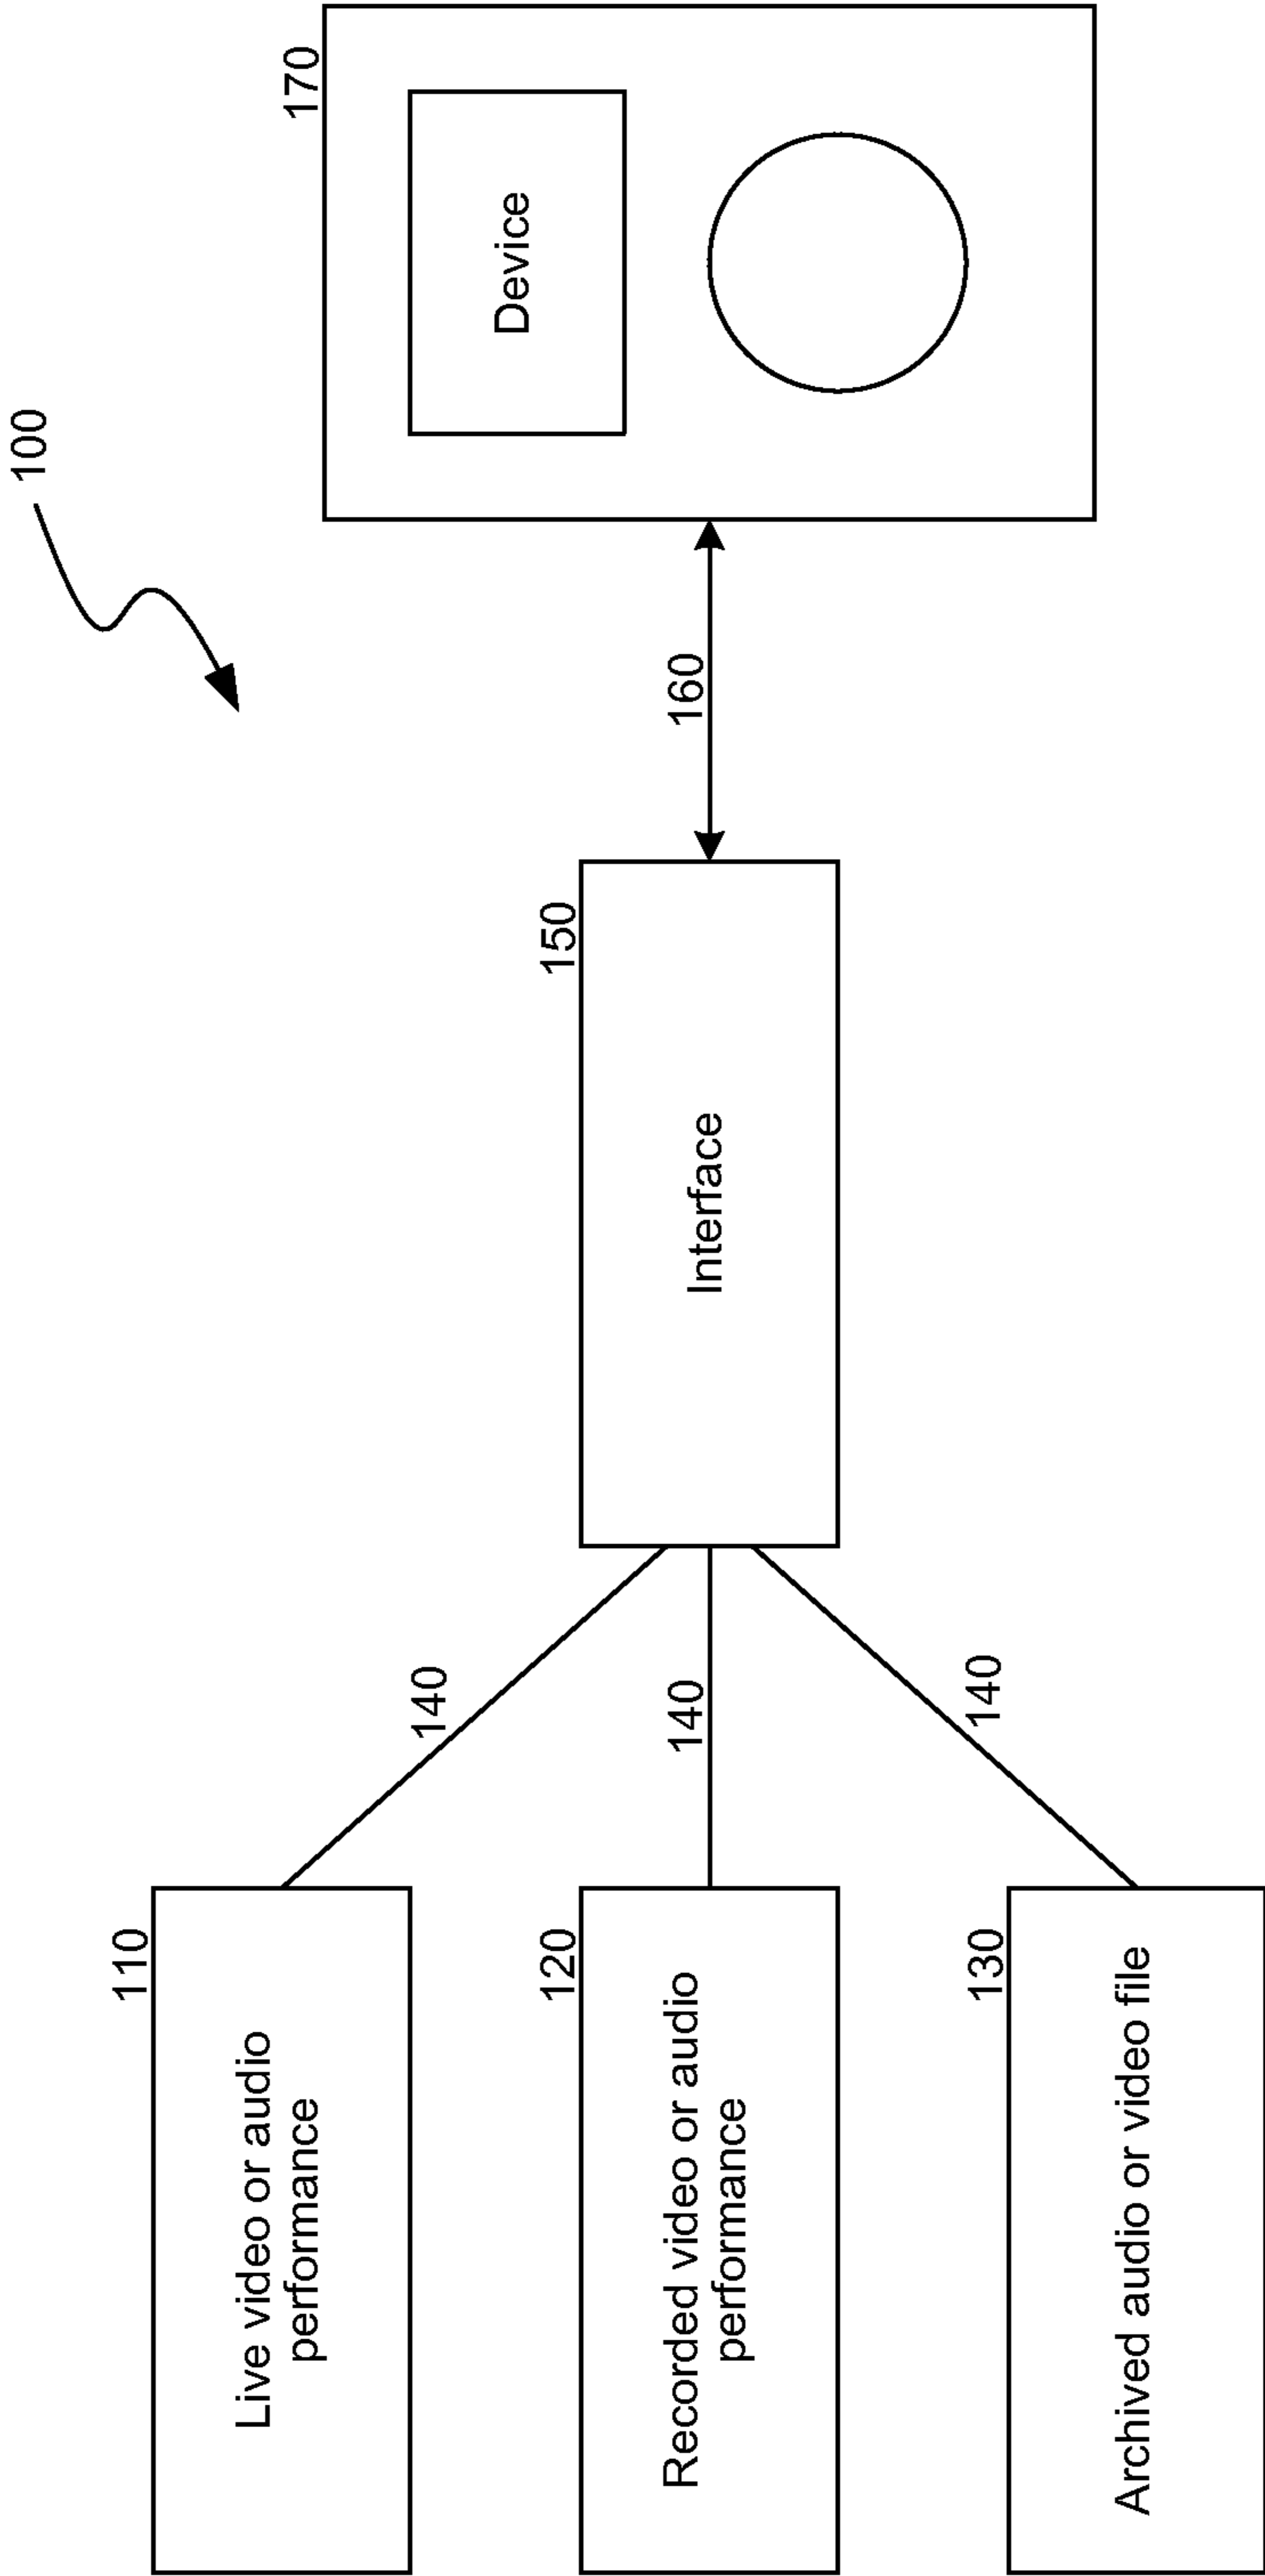 100
110
Live video or audio
performance
120
Recorded video or audio
performance
130
Archived audio or video file
140
140
140
150
Interface
160
170
Device